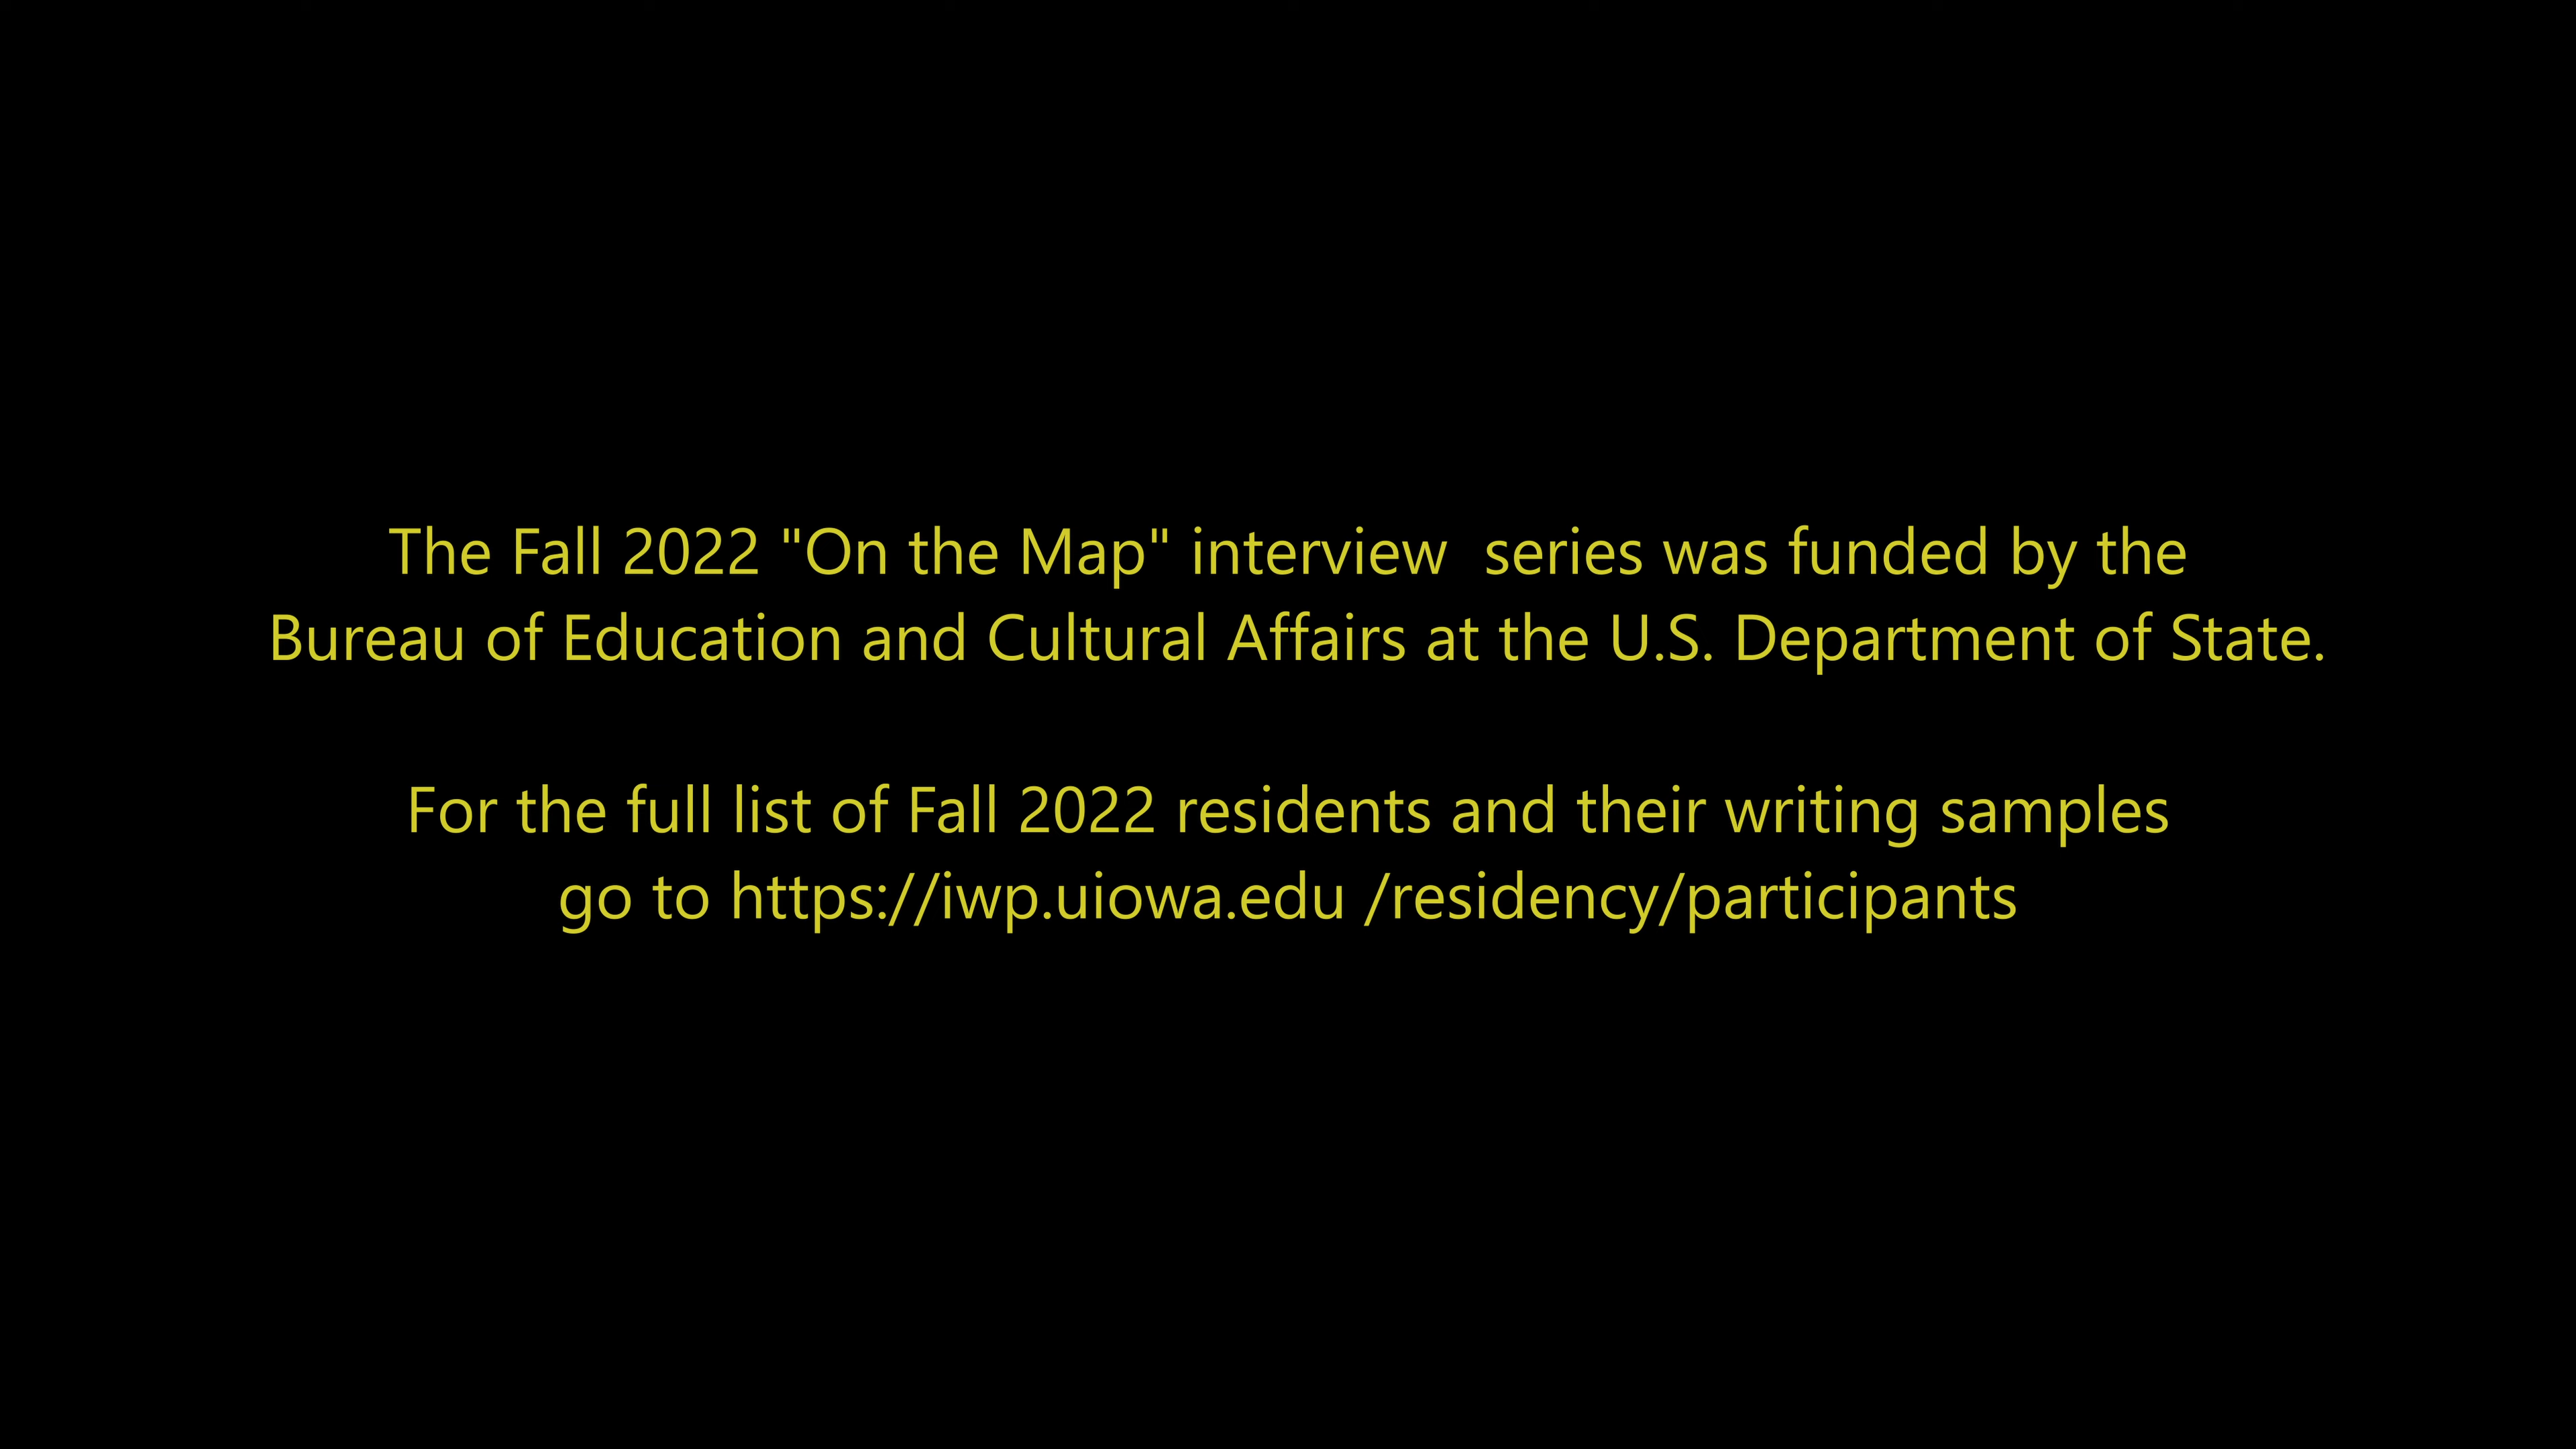 The Fall 2022 "On the Map" interview  series was funded by the
Bureau of Education and Cultural Affairs at the U.S. Department of State.
For the full list of Fall 2022 residents and their writing samples
go to https://iwp.uiowa.edu /residency/participants